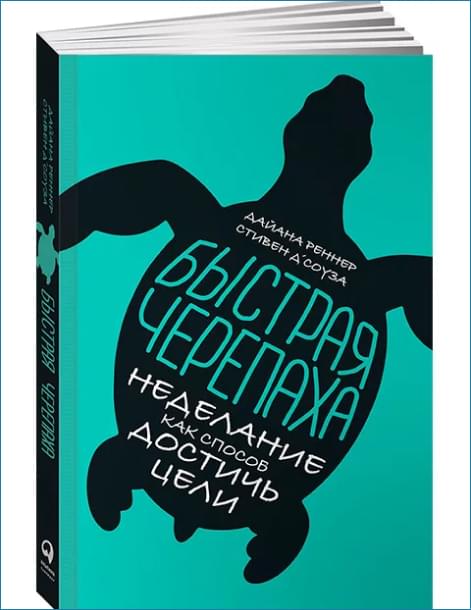 ДАЙАНА РЕННЕР
СТИВЕН Д'СОУЗА
БЫСТРАЯ
ЧЕРЕПАХА
НЕДЕЛАНИЕ
КАК СПОСОБ
ДОСТИЧЬ
ЦЕЛИ
ДАЙАНА РЕННЕР
СТИВЕН Д'СОУЗА
БЫСТРАЯ ЧЕРЕПАХА